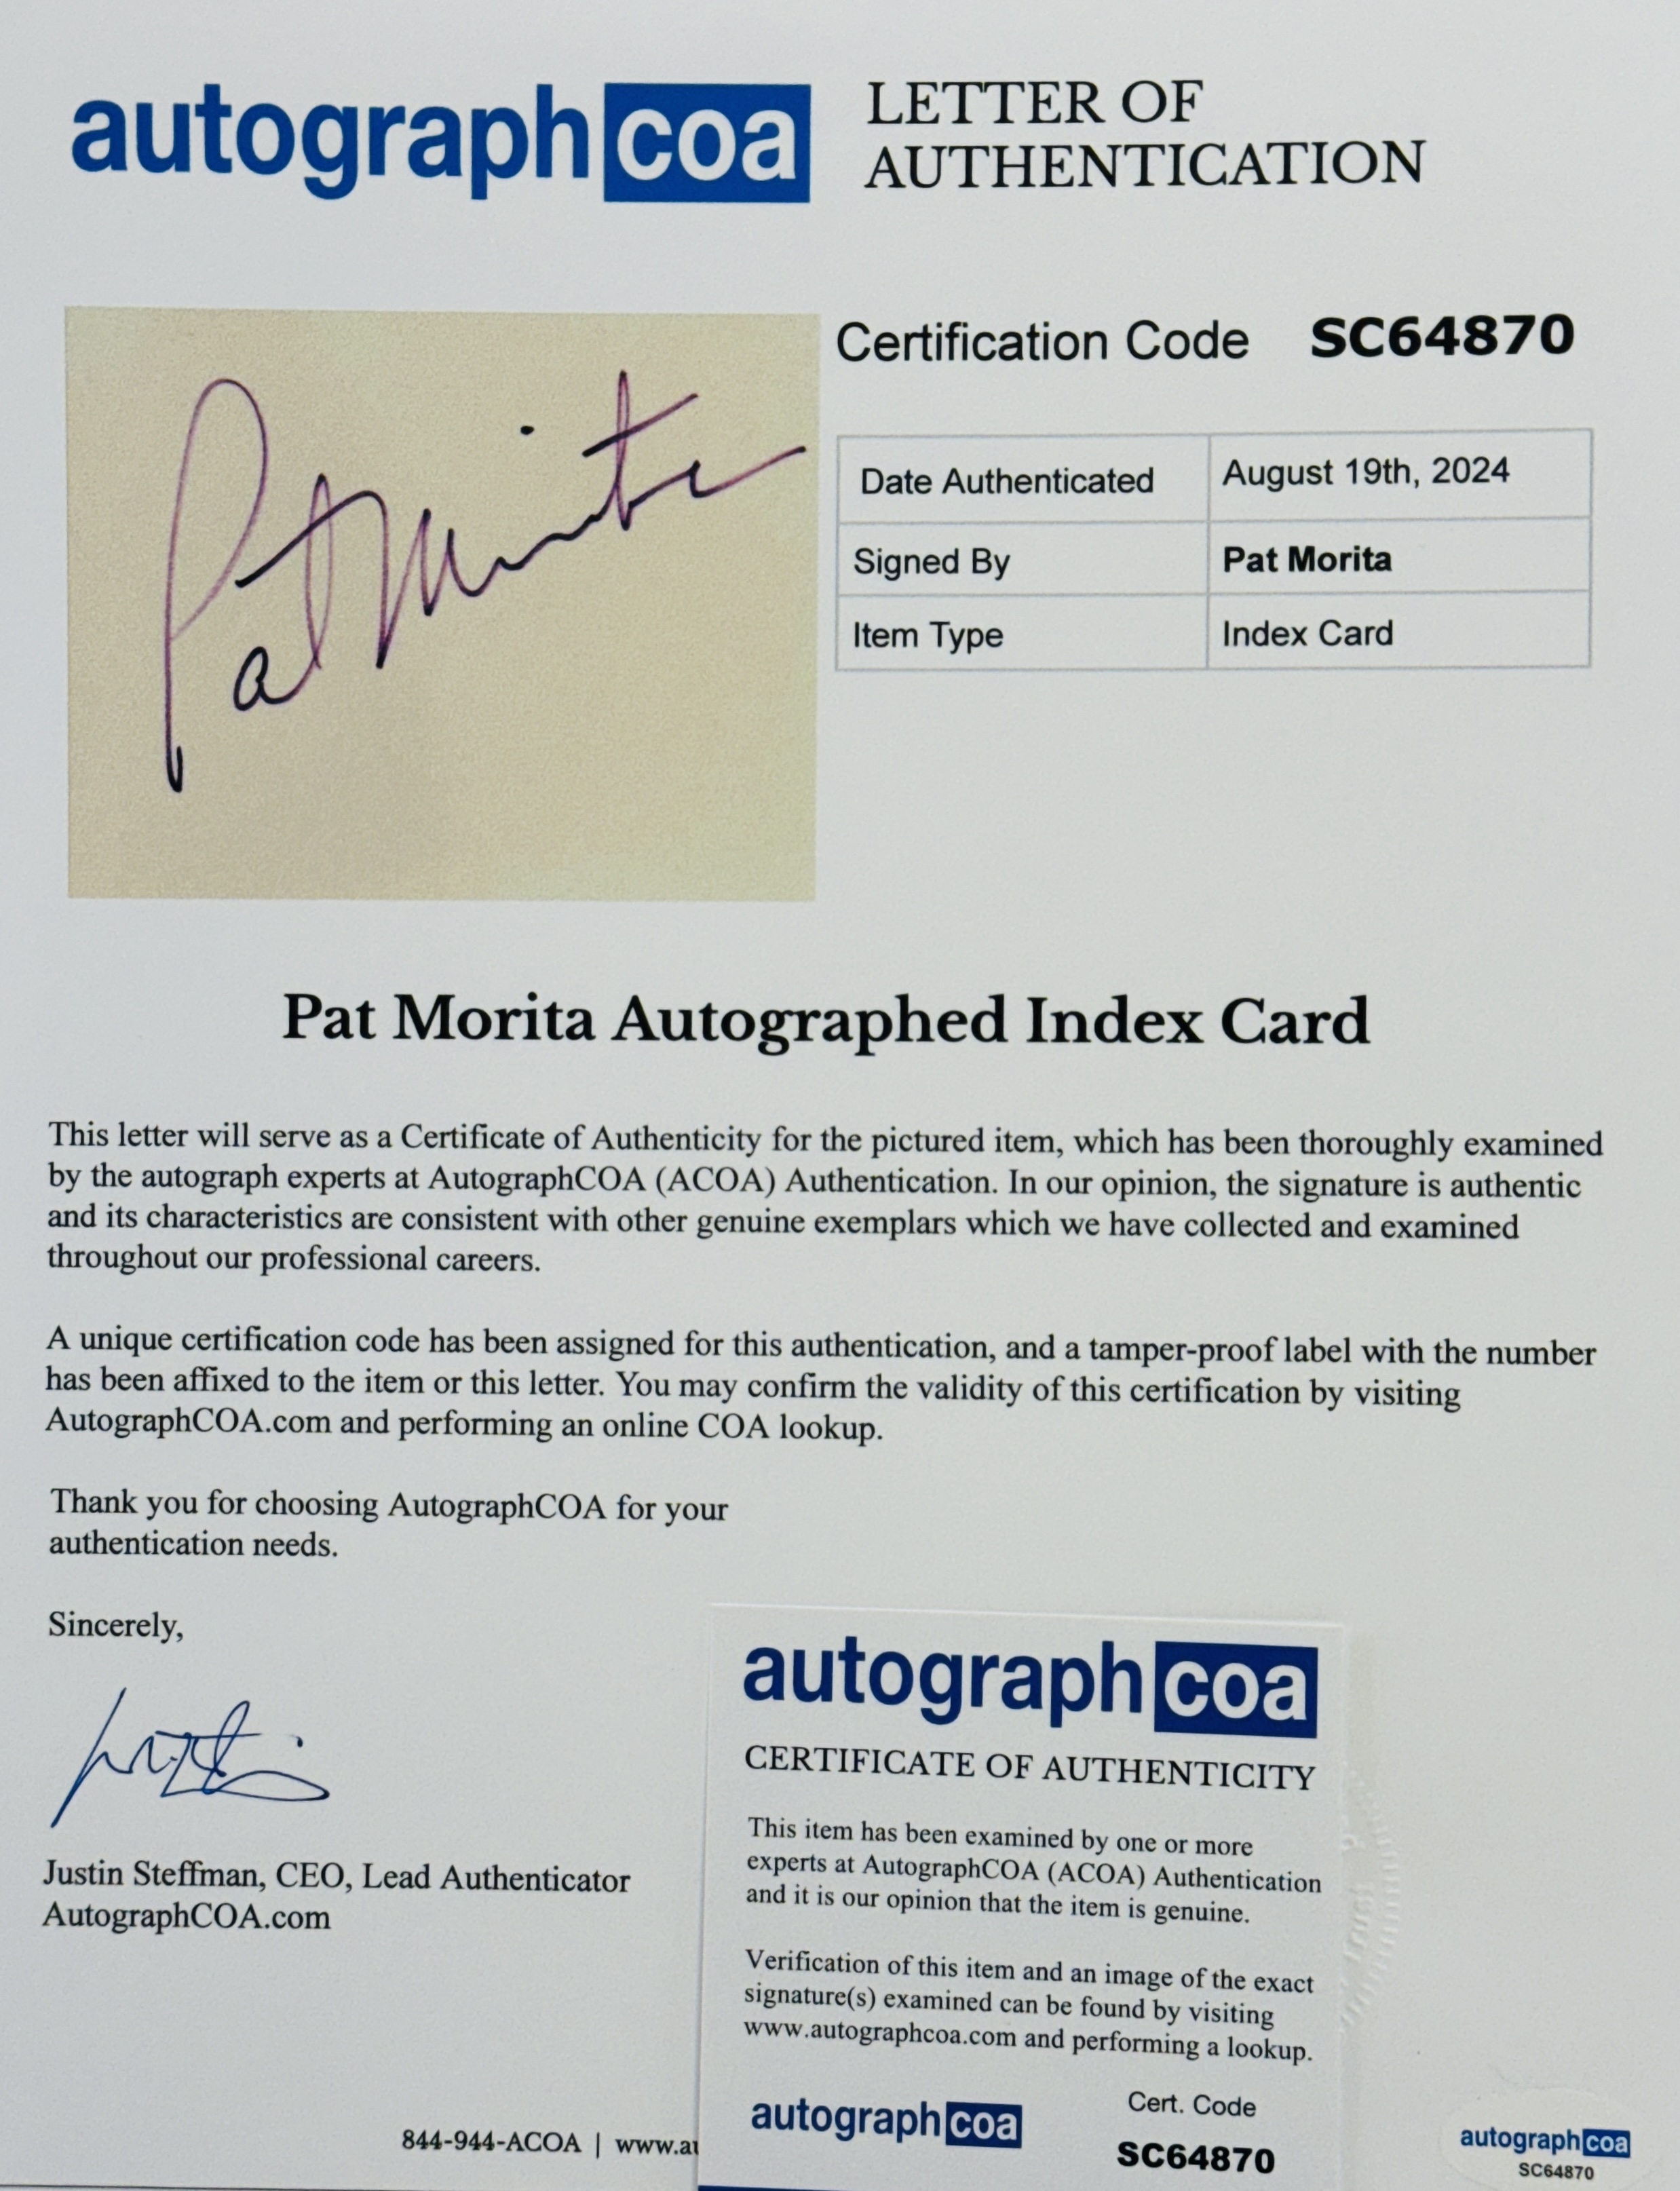 autographcoa
LETTER OF
AUTHENTICATION
Pat Morita
Certification Code SC64870
Date Authenticated August 19th, 2024
Signed By Pat Morita
Item Type Index Card
Pat Morita Autographed Index Card
This letter will serve as a Certificate of Authenticity for the pictured item, which has been thoroughly examined
by the autograph experts at AutographCOA (ACOA) Authentication. In our opinion, the signature is authentic
and its characteristics are consistent with other genuine exemplars which we have collected and examined
throughout our professional careers.
A unique certification code has been assigned for this authentication, and a tamper-proof label with the number
has been affixed to the item or this letter. You may confirm the validity of this certification by visiting
AutographCOA.com and performing an online COA lookup.
Thank you for choosing AutographCOA for your
authentication needs.
Sincerely,
Justin Steffman, CEO, Lead Authenticator
AutographCOA.com
844-944-ACOA | www.au
autographcoa
CERTIFICATE OF AUTHENTICITY
This item has been examined by one or more
experts at AutographCOA (ACOA) Authentication
and it is our opinion that the item is genuine.
Verification of this item and an image of the exact
signature(s) examined can be found by visiting
www.autographcoa.com and performing a lookup.
autographcoa
Cert. Code
SC64870
autographcoa
SC64870